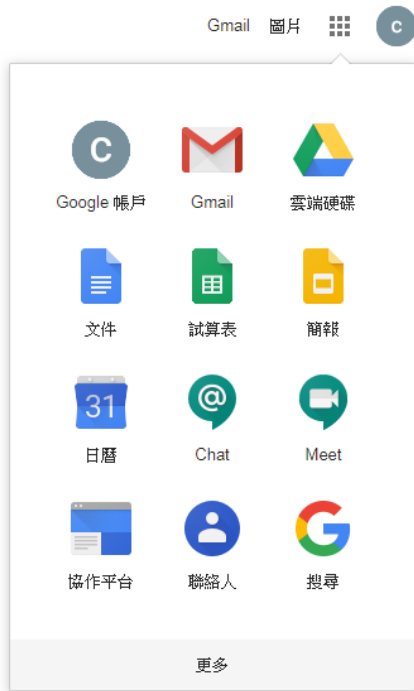 Gmail 圖片 C
C
Google 帳戶 Gmail 雲端硬碟
文件 試算表 簡報
31 @
日曆 Chat Meet
協作平台 聯絡人 搜尋
更多